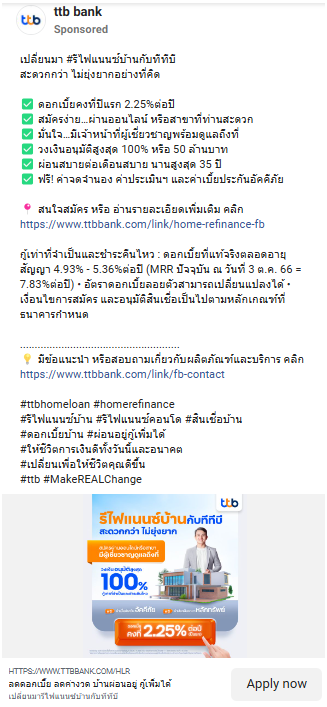 ttb bank
Sponsored
เปลี่ยนมา #รีไฟแนนซ์บ้านกับทีทีบี
สะดวกกว่า ไม่ยุ่งยากอย่างที่คิด
✅ ดอกเบี้ยคงที่ปีแรก 2.25%ต่อปี
✅ สมัครง่าย...ผ่านออนไลน์ หรือสาขาที่ท่านสะดวก
✅ มั่นใจ...มีเจ้าหน้าที่ผู้เชี่ยวชาญพร้อมดูแลถึงที่
✅ วงเงินอนุมัติสูงสุด 100% หรือ 50 ล้านบาท
✅ ผ่อนสบายต่อเดือนสบาย นานสูงสุด 35 ปี
✅ ฟรี! ค่าจดจำนอง ค่าประเมินฯ และค่าเบี้ยประกันอัคคีภัย
📍 สนใจสมัคร หรือ อ่านรายละเอียดเพิ่มเติม คลิก
https://www.ttbbank.com/link/home-refinance-fb
กู้เท่าที่จำเป็นและชำระคืนไหว : ดอกเบี้ยที่แท้จริงตลอดอายุ
สัญญา 4.93% - 5.36%ต่อปี (MRR ปัจจุบัน ณ วันที่ 3 ต.ค. 66 =
7.83%ต่อปี) • อัตราดอกเบี้ยลอยตัวสามารถเปลี่ยนแปลงได้ •
เงื่อนไขการสมัคร และอนุมัติสินเชื่อเป็นไปตามหลักเกณฑ์ที่
ธนาคารกำหนด
......................................................
💡 มีข้อแนะนำ หรือสอบถามเกี่ยวกับผลิตภัณฑ์และบริการ คลิก
https://www.ttbbank.com/link/fb-contact
#ttbhomeloan #homerefinance
#รีไฟแนนซ์บ้าน #รีไฟแนนซ์คอนโด #สินเชื่อบ้าน
#ดอกเบี้ยบ้าน #ผ่อนอยู่กู้เพิ่มได้
#ให้ชีวิตการเงินดีทั้งวันนี้และอนาคต
#เปลี่ยนเพื่อให้ชีวิตคุณดีขึ้น
#ttb #MakeREALChange
ttb
รีไฟแนนซ์บ้านกับทีทีบี
สะดวกกว่า ไม่ยุ่งยาก
มีผู้เชี่ยวชาญดูแลถึงที่
วงเงินอนุมัติสูงสุด
100%
คงที่ 2.25% ต่อปี
HTTPS://WWW.TTBBANK.COM/HLR
ลดดอกเบี้ย ลดค่างวด บ้านผ่อนอยู่ กู้เพิ่มได้
เปลี่ยนมารีไฟแนนซ์บ้านกับทีทีบี
Apply now